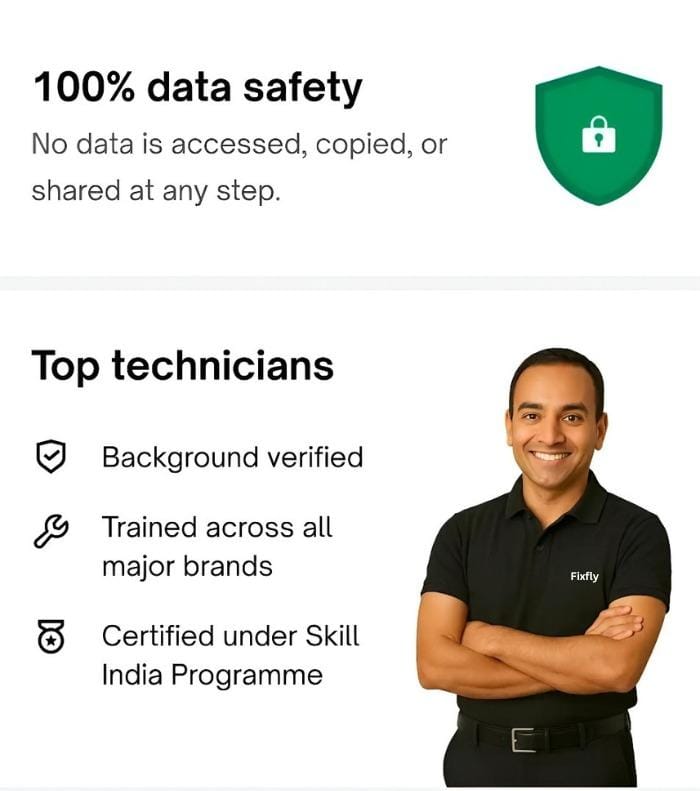 100% data safety
No data is accessed, copied, or
shared at any step.
Top technicians
Background verified
Trained across all
major brands
Certified under Skill
India Programme
Fixfly